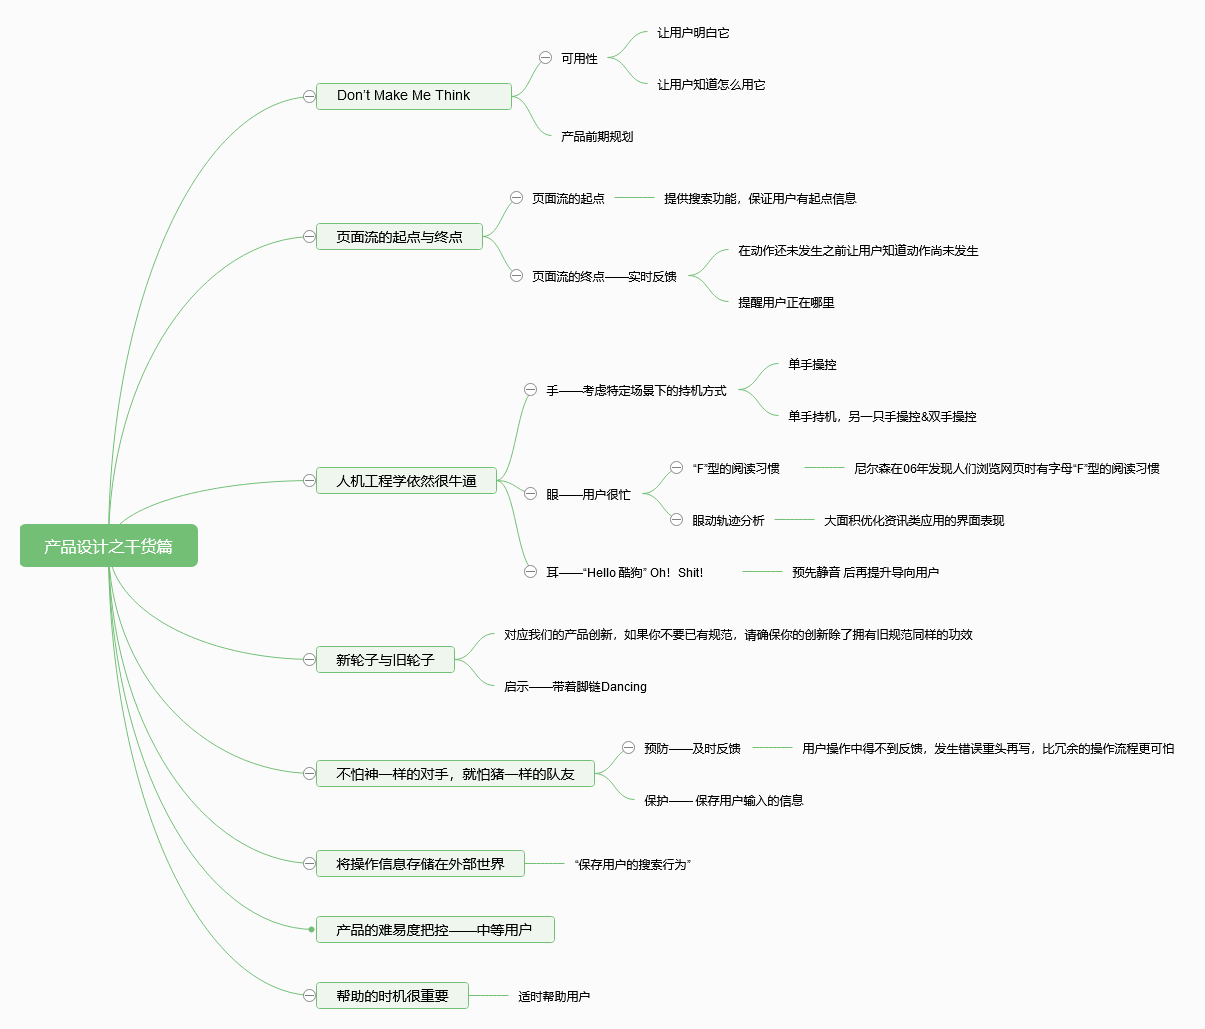 产品设计之干货篇
Don't Make Me Think
可用性
让用户明白它
让用户知道怎么用它
产品前期规划
页面流的起点与终点
页面流的起点
提供搜索功能，保证用户有起点信息
页面流的终点——实时反馈
在动作还未发生之前让用户知道动作尚未发生
提醒用户正在哪里
人机工程学依然很牛逼
手——考虑特定场景下的持机方式
单手操控
单手持机，另一只手操控&双手操控
眼——用户很忙
“F”型的阅读习惯
尼尔森在06年发现人们浏览网页时有字母“F”型的阅读习惯
眼动轨迹分析
大面积优化资讯类应用的界面表现
耳——“Hello 酷狗” Oh！Shit！
预先静音 后再提升导向用户
新轮子与旧轮子
对应我们的产品创新，如果你不要已有规范，请确保你的创新除了拥有旧规范同样的功效
启示——带着脚链Dancing
不怕神一样的对手，就怕猪一样的队友
预防——及时反馈
用户操作中得不到反馈，发生错误重头再写，比冗余的操作流程更可怕
保护—— 保存用户输入的信息
将操作信息存储在外部世界
“保存用户的搜索行为”
产品的难易度把控——中等用户
帮助的时机很重要
适时帮助用户